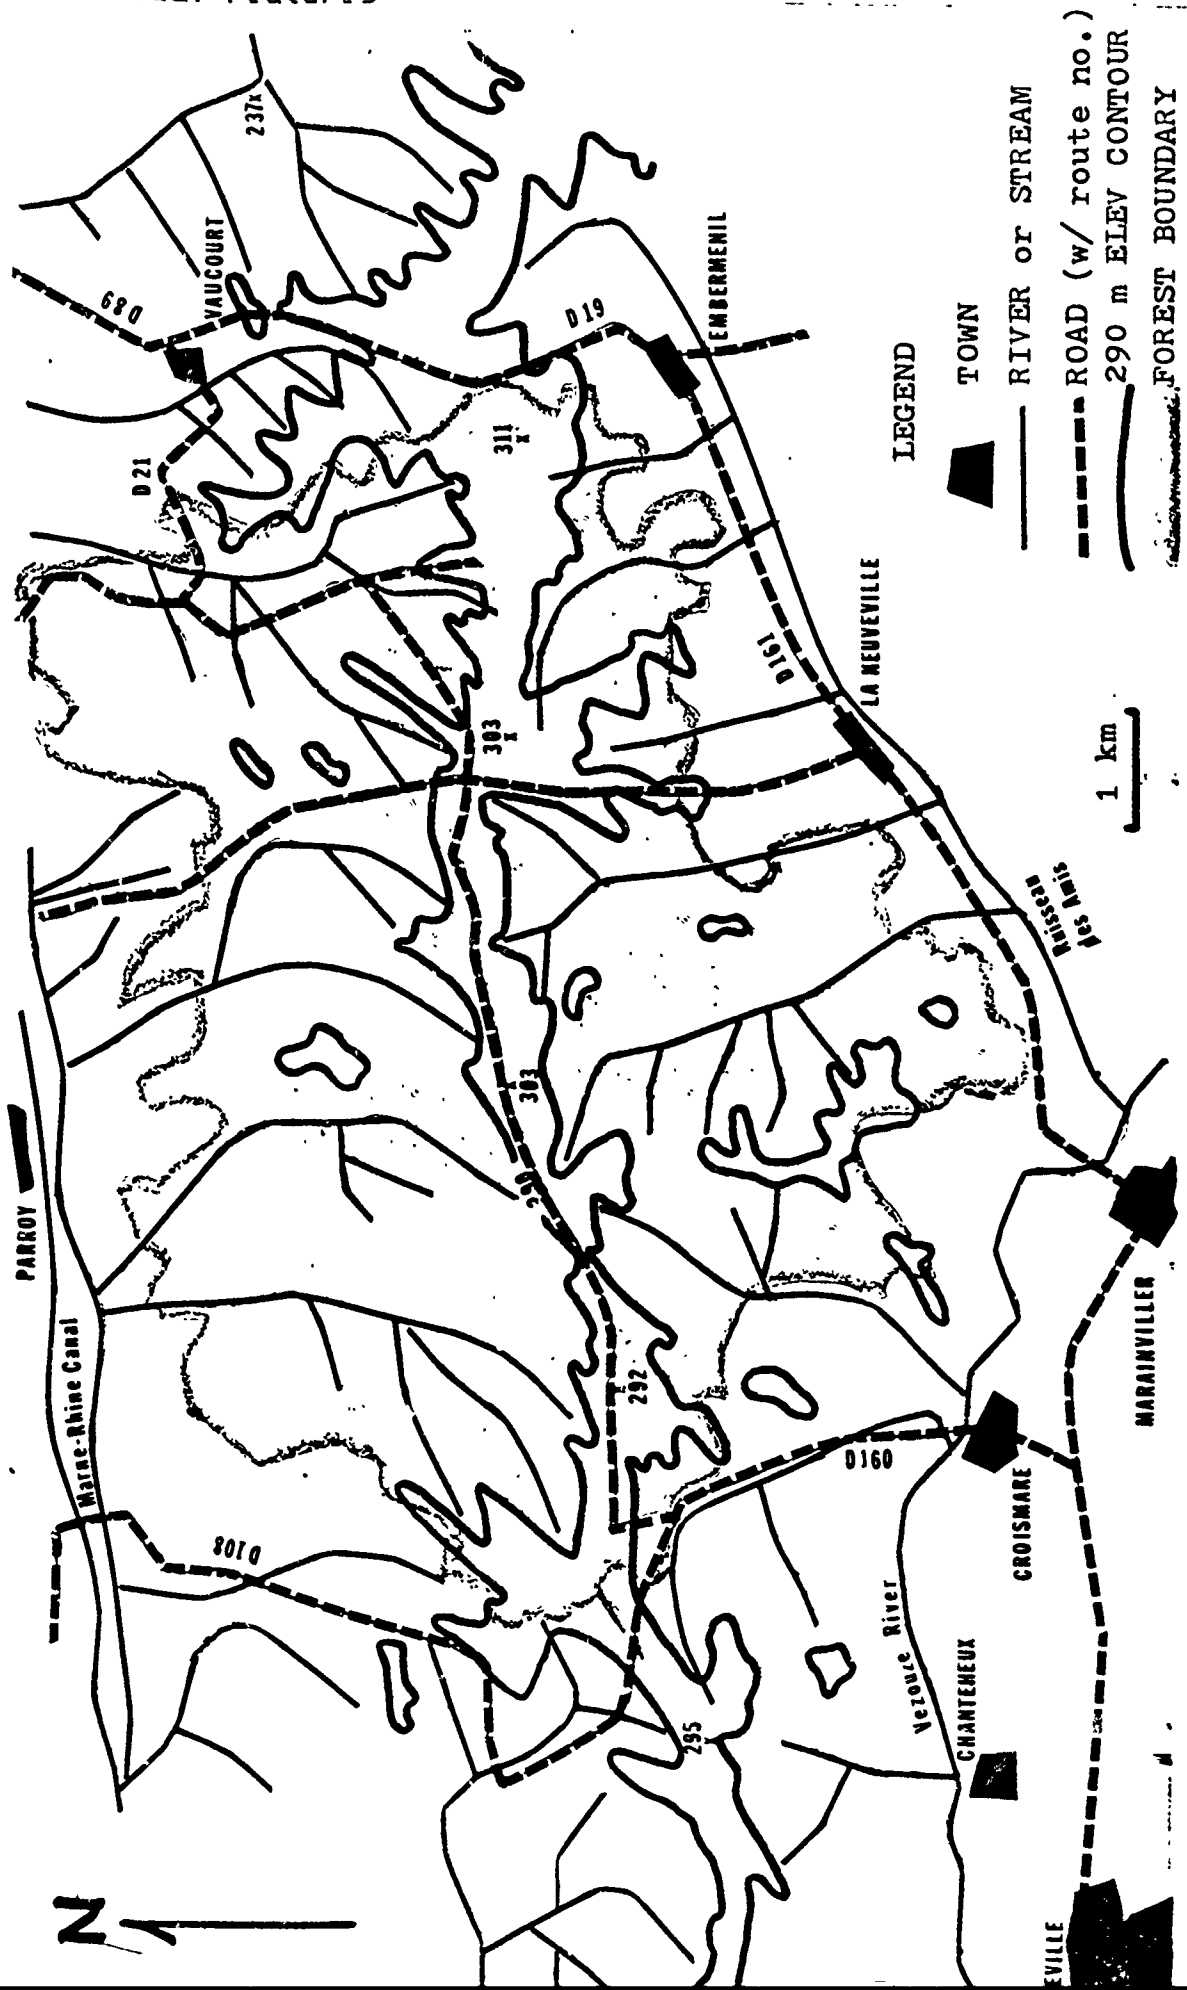 N
PARROY
Marne-Rhine Canal
D108
D21
D89
VAUCOURT
237x
311
x
303
x
303
x
292
x
295
x
D19
EMBERMENIL
D161
LA NEUVEVILLE
Ruisseau
des Amis
D160
CROISMARE
MARAINVILLER
Vezouze River
CHANTEHEUX
EVILLE
1 km
LEGEND
TOWN
RIVER or STREAM
ROAD (w/ route no.)
290 m ELEV CONTOUR
FOREST BOUNDARY